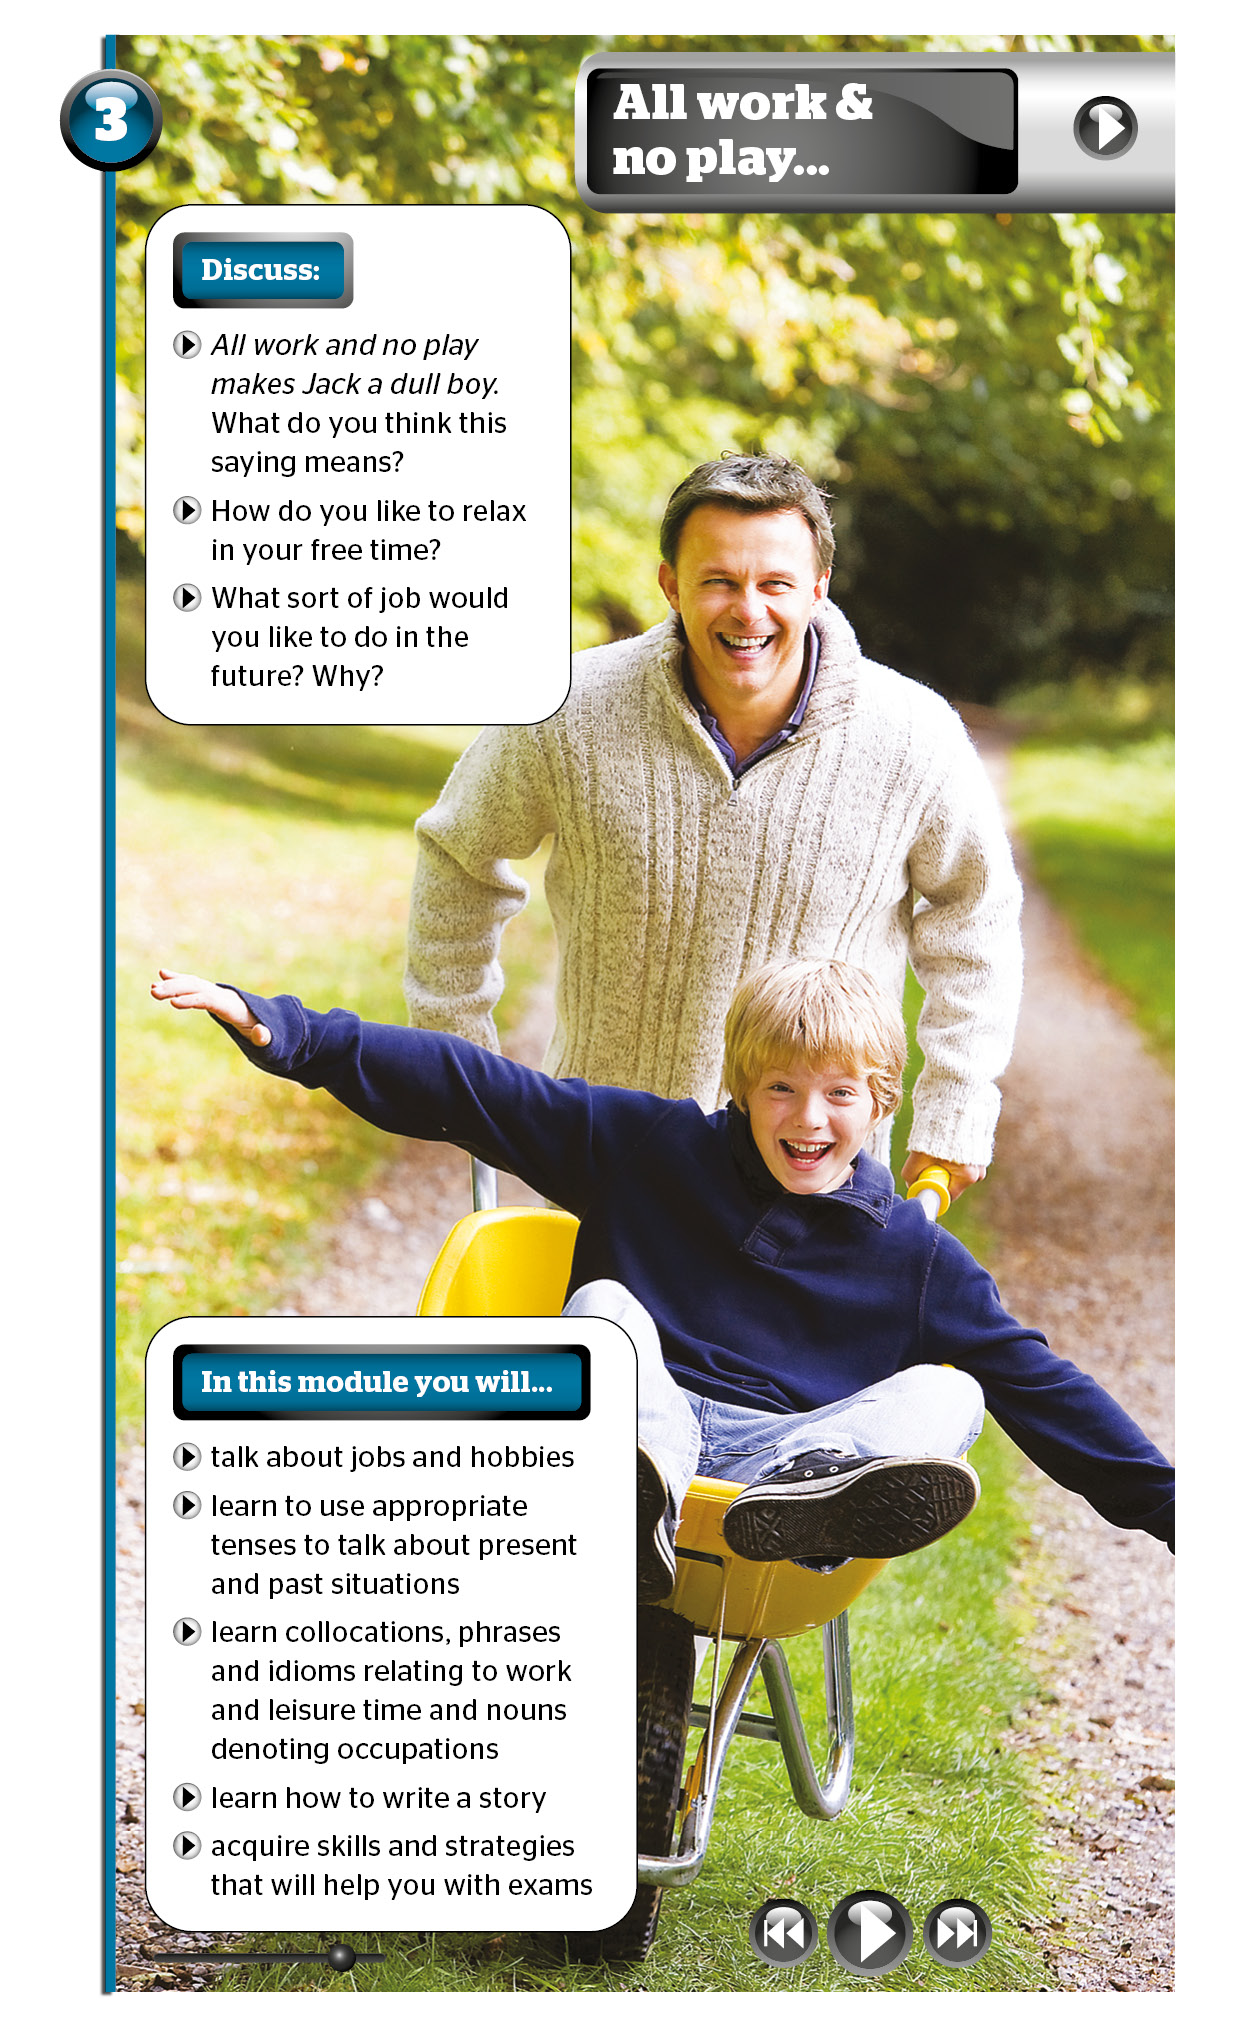 3
All work &
no play...
Discuss:
All work and no play
makes Jack a dull boy.
What do you think this
saying means?
How do you like to relax
in your free time?
What sort of job would
you like to do in the
future? Why?
In this module you will...
talk about jobs and hobbies
learn to use appropriate
tenses to talk about present
and past situations
learn collocations, phrases
and idioms relating to work
and leisure time and nouns
denoting occupations
learn how to write a story
acquire skills and strategies
that will help you with exams